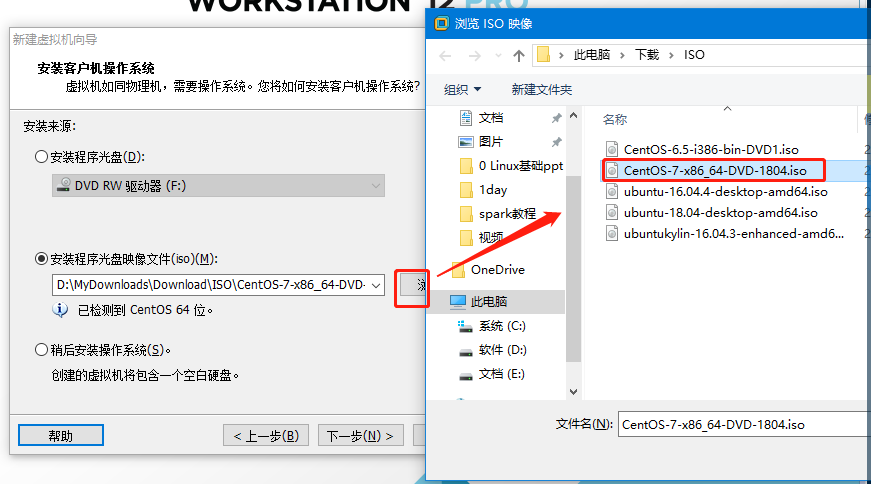 WORKSTATION 12 PRO
新建虚拟机向导
安装客户机操作系统
虚拟机如同物理机，需要操作系统。您将如何安装客户机操作系统?
安装来源:
安装程序光盘(D):
DVD RW 驱动器 (F:)
安装程序光盘映像文件(iso)(M):
D:\MyDownloads\Download\ISO\CentOS-7-x86_64-DVD-
已检测到 CentOS 64 位。
稍后安装操作系统(S)。
创建的虚拟机将包含一个空白硬盘。
帮助
< 上一步(B)
下一步(N) >
浏览 ISO 映像
此电脑 > 下载 > ISO
组织
新建文件夹
文档
图片
0 Linux基础ppt
1day
spark教程
视频
OneDrive
此电脑
系统 (C:)
软件 (D:)
文档 (E:)
名称
CentOS-6.5-i386-bin-DVD1.iso
CentOS-7-x86_64-DVD-1804.iso
ubuntu-16.04.4-desktop-amd64.iso
ubuntu-18.04-desktop-amd64.iso
ubuntukylin-16.04.3-enhanced-amd6...
文件名(N):
CentOS-7-x86_64-DVD-1804.iso